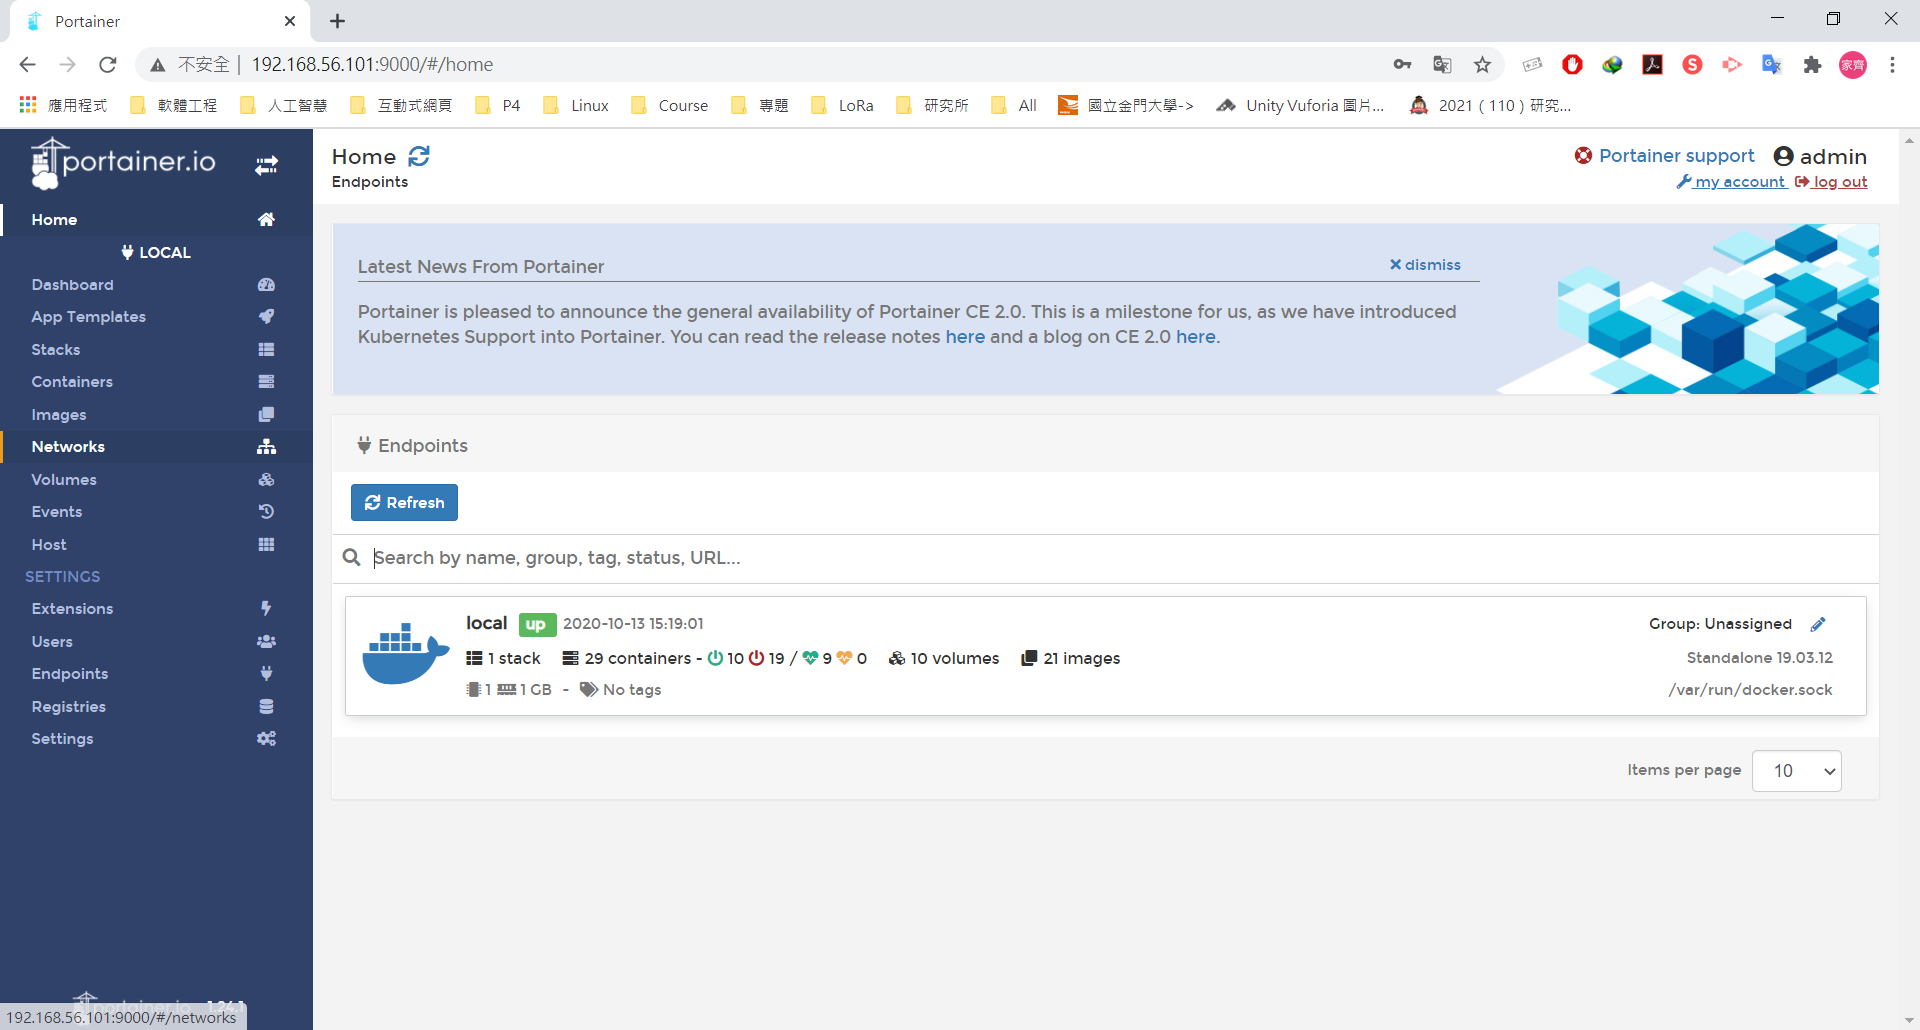 Portainer
不安全 192.168.56.101:9000/#/home
家齊
應用程式 軟體工程 人工智慧 互動式網頁 P4 Linux Course 專題 LoRa 研究所 All 國立金門大學-> Unity Vuforia 圖片... 2021 ( 110 ) 研究...
portainer.io
Home
LOCAL
Dashboard
App Templates
Stacks
Containers
Images
Networks
Volumes
Events
Host
SETTINGS
Extensions
Users
Endpoints
Registries
Settings
portainer.io 1.24.1
192.168.56.101:9000/#/networks
Home
Endpoints
Portainer support admin
my account log out
Latest News From Portainer
dismiss
Portainer is pleased to announce the general availability of Portainer CE 2.0. This is a milestone for us, as we have introduced
Kubernetes Support into Portainer. You can read the release notes here and a blog on CE 2.0 here.
Endpoints
Refresh
Search by name, group, tag, status, URL...
local up 2020-10-13 15:19:01
Group: Unassigned
1 stack 29 containers - 10 19 / 9 0 10 volumes 21 images
Standalone 19.03.12
1 1 GB - No tags
/var/run/docker.sock
Items per page 10